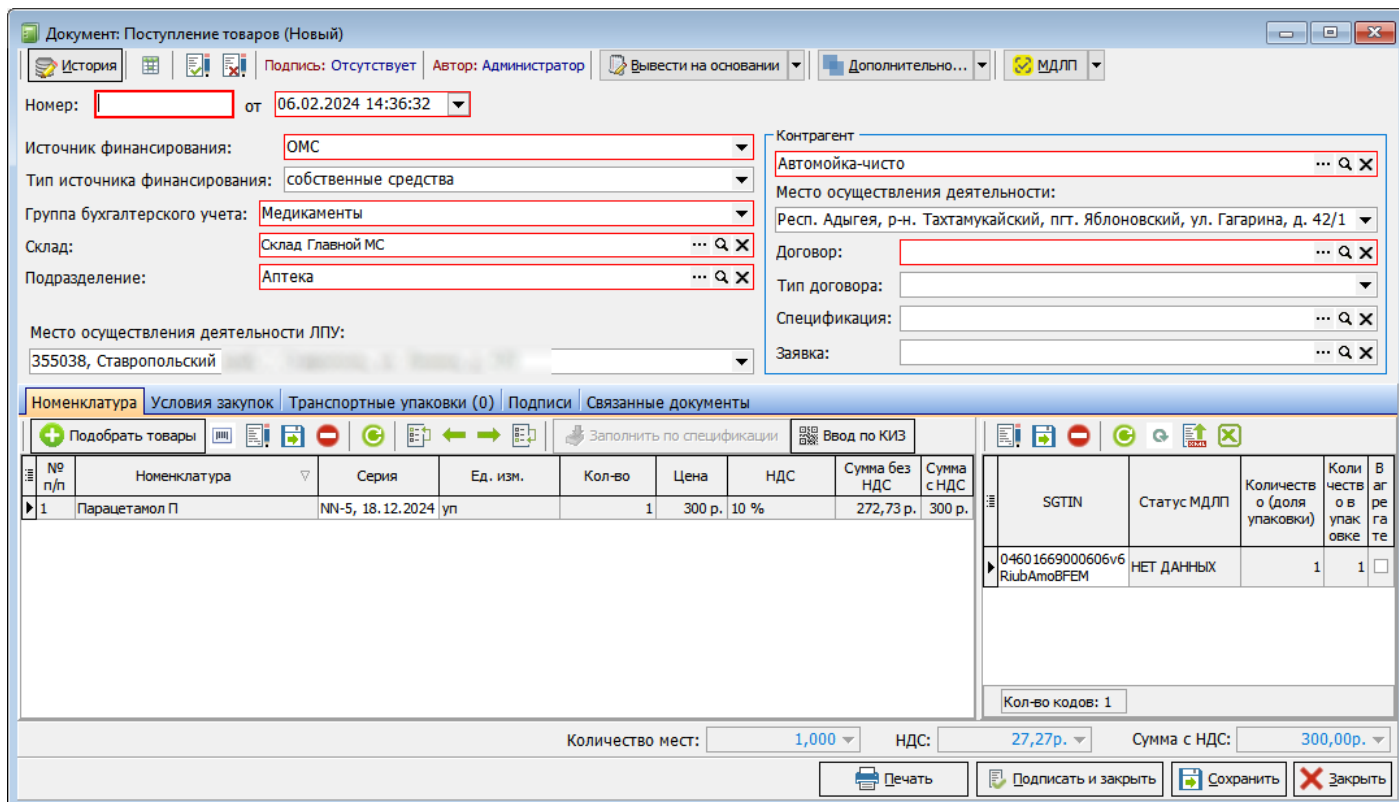 Документ: Поступление товаров (Новый)
История Подпись: Отсутствует Автор: Администратор Вывести на основании Дополнительно... МДЛП
Номер: от 06.02.2024 14:36:32
Источник финансирования: ОМС
Тип источника финансирования: собственные средства
Группа бухгалтерского учета: Медикаменты
Склад: Склад Главной МС
Подразделение: Аптека
Место осуществления деятельности ЛПУ:
355038, Ставропольский
Контрагент
Автомойка-чисто
Место осуществления деятельности:
Респ. Адыгея, р-н. Тахтамукайский, пгт. Яблоновский, ул. Гагарина, д. 42/1
Договор:
Тип договора:
Спецификация:
Заявка:
Номенклатура Условия закупок Транспортные упаковки (0) Подписи Связанные документы
Подобрать товары Заполнить по спецификации Ввод по КИЗ
№ п/п Номенклатура Серия Ед. изм. Кол-во Цена НДС Сумма без НДС Сумма с НДС
1 Парацетамол П NN-5, 18.12.2024 уп 1 300 р. 10 % 272,73 р. 300 р.
SGTIN Статус МДЛП Количество (доля упаковки) Количество в упаковке В агрегате
04601669000606v6RiubAmoBFEM НЕТ ДАННЫХ 1 1
Кол-во кодов: 1
Количество мест: 1,000 НДС: 27,27р. Сумма с НДС: 300,00р.
Печать Подписать и закрыть Сохранить Закрыть